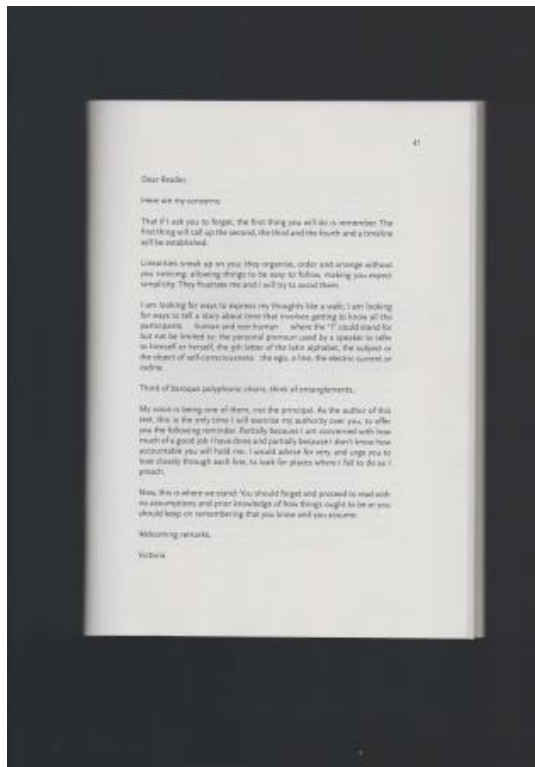 41
Dear Reader,
Here are my concerns:
That if I ask you to forget, the first thing you will do is remember. The
first thing will call up the second, the third and the fourth and a timeline
will be established.
Linearities sneak up on you; they organise, order and arrange without
you noticing; allowing things to be easy to follow, making you expect
simplicity. They frustrate me and I will try to avoid them.
I am looking for ways to express my thoughts like a walk; I am looking
for ways to tell a story about time that involves getting to know all the
participants human and non human where the "I" could stand for
but not be limited to: the personal pronoun used by a speaker to refer
to himself or herself, the 9th letter of the latin alphabet, the subject or
the object of self-consciousness the ego, a line, the electric current or
iodine.
Think of baroque polyphonic choirs, think of entanglements.
My voice is being one of them, not the principal. As the author of this
text, this is the only time I will exercise my authority over you, to offer
you the following reminder. Partially because I am concerned with how
much of a good job I have done and partially because I don't know how
accountable you will hold me. I would advise for very, and urge you to
look closely through each line, to look for places where I fail to do as I
preach.
Now, this is where we stand: You should forget and proceed to read with
no assumptions and prior knowledge of how things ought to be or you
should keep on remembering that you know and you assume.
Welcoming remarks,
Victoria